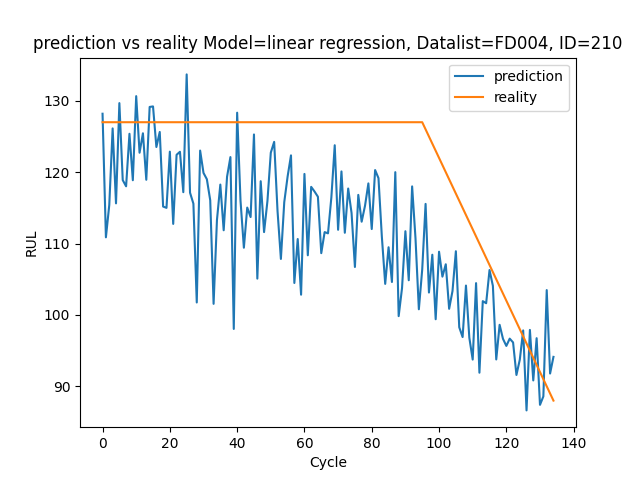 prediction vs reality Model=linear regression, Datalist=FD004, ID=210
prediction
reality
RUL
130
120
110
100
90
0 20 40 60 80 100 120 140
Cycle